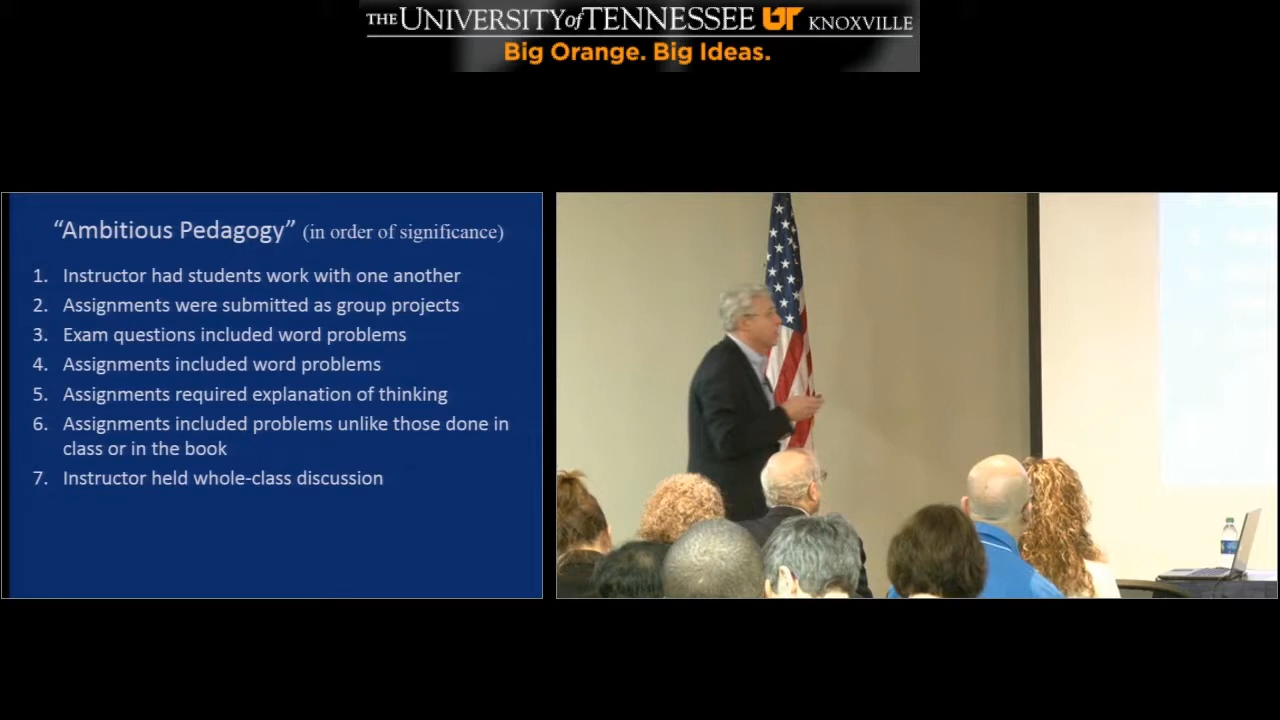 THE UNIVERSITY of TENNESSEE UT KNOXVILLE
Big Orange. Big Ideas.
“Ambitious Pedagogy” (in order of significance)
1. Instructor had students work with one another
2. Assignments were submitted as group projects
3. Exam questions included word problems
4. Assignments included word problems
5. Assignments required explanation of thinking
6. Assignments included problems unlike those done in
class or in the book
7. Instructor held whole-class discussion